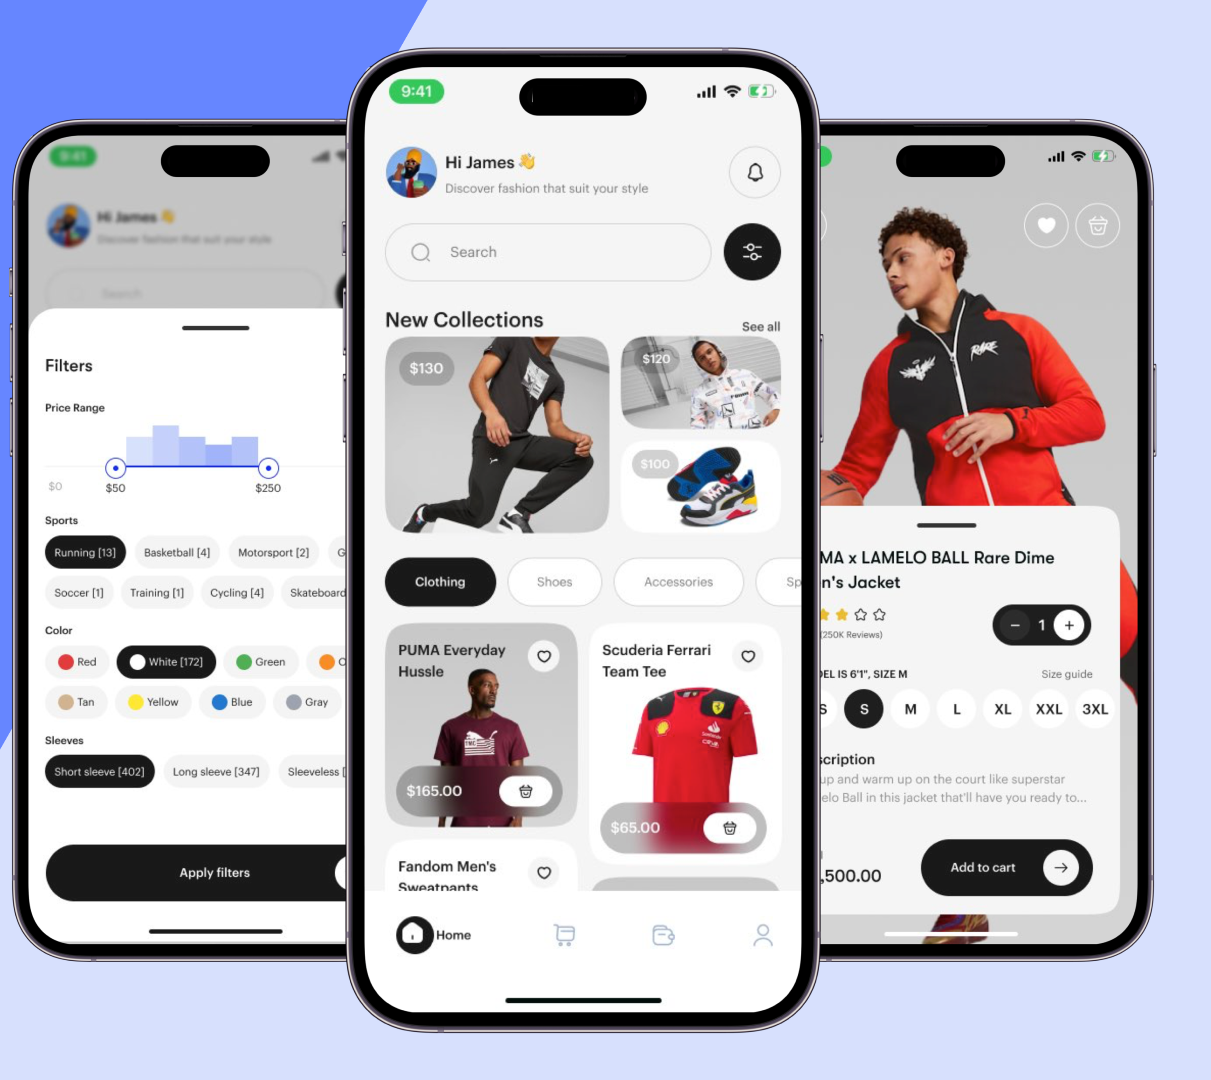 9:41
Hi James
Discover fashion that suit your style
Search
Filters
Price Range
$0
$50
$250
Sports
Running [13]
Basketball [4]
Motorsport [2]
G
Soccer [1]
Training [1]
Cycling [4]
Skateboard
Color
Red
White [172]
Green
O
Tan
Yellow
Blue
Gray
Sleeves
Short sleeve [402]
Long sleeve [347]
Sleeveless [
Apply filters
9:41
Hi James
Discover fashion that suit your style
Search
New Collections
See all
$130
$120
$100
Clothing
Shoes
Accessories
Sp
PUMA Everyday
Hussle
TMC
$165.00
Scuderia Ferrari
Team Tee
Santander
$65.00
Fandom Men's
Sweatpants
Home
RARE
MA x LAMELO BALL Rare Dime
n's Jacket
(250K Reviews)
1
DEL IS 6'1", SIZE M
Size guide
S
S
M
L
XL
XXL
3XL
scription
up and warm up on the court like superstar
elo Ball in this jacket that'll have you ready to...
,500.00
Add to cart